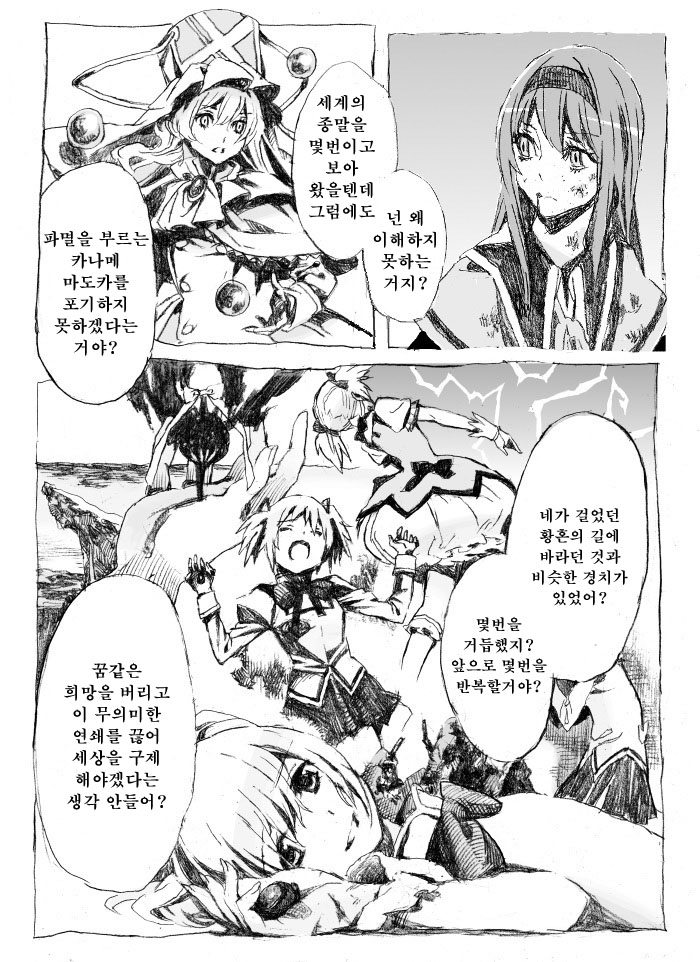 세계의
종말을
몇번이고
보아
왔을텐데
그럼에도
넌 왜
이해하지
못하는
거지?
파멸을 부르는
카나메
마도카를
포기하지
못하겠다는
거야?
네가 걸었던
황혼의 길에
바라던 것과
비슷한 경치가
있었어?
몇번을
거듭했지?
앞으로 몇번을
반복할거야?
꿈같은
희망을 버리고
이 무의미한
연쇄를 끊어
세상을 구제
해야겠다는
생각 안들어?